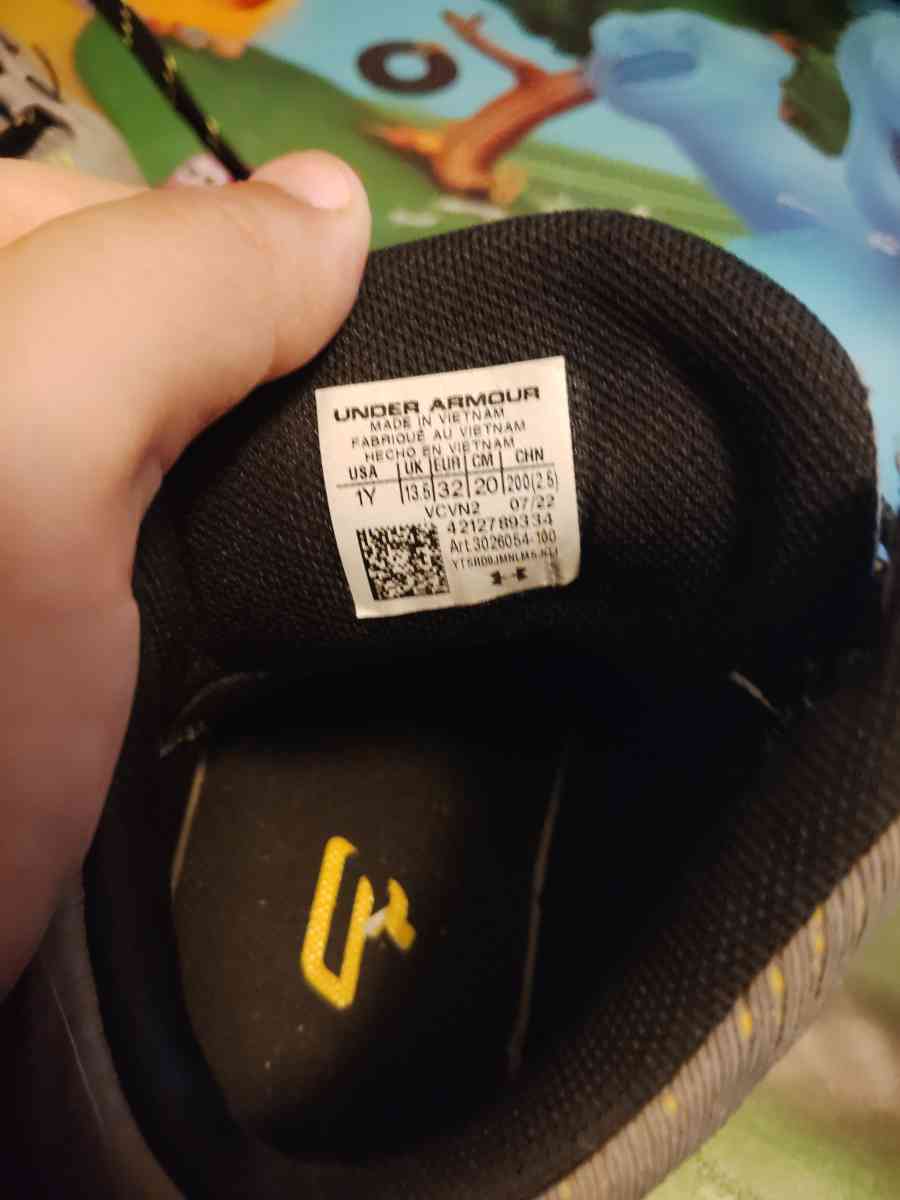 UNDER ARMOUR
MADE IN VIETNAM
FABRIQUÉ AU VIETNAM
HECHO EN VIETNAM
USA UK EUR CM CHN
1Y 13.5 32 20 200(2.5)
VCVN2 07/22
4212789334
Art.3026054-100